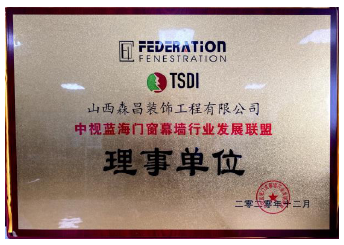 FEDERATION
FENESTRATION
TSDI
山西森昌装饰工程有限公司
中视蓝海门窗幕墙行业发展联盟
理事单位
二零二零年十二月